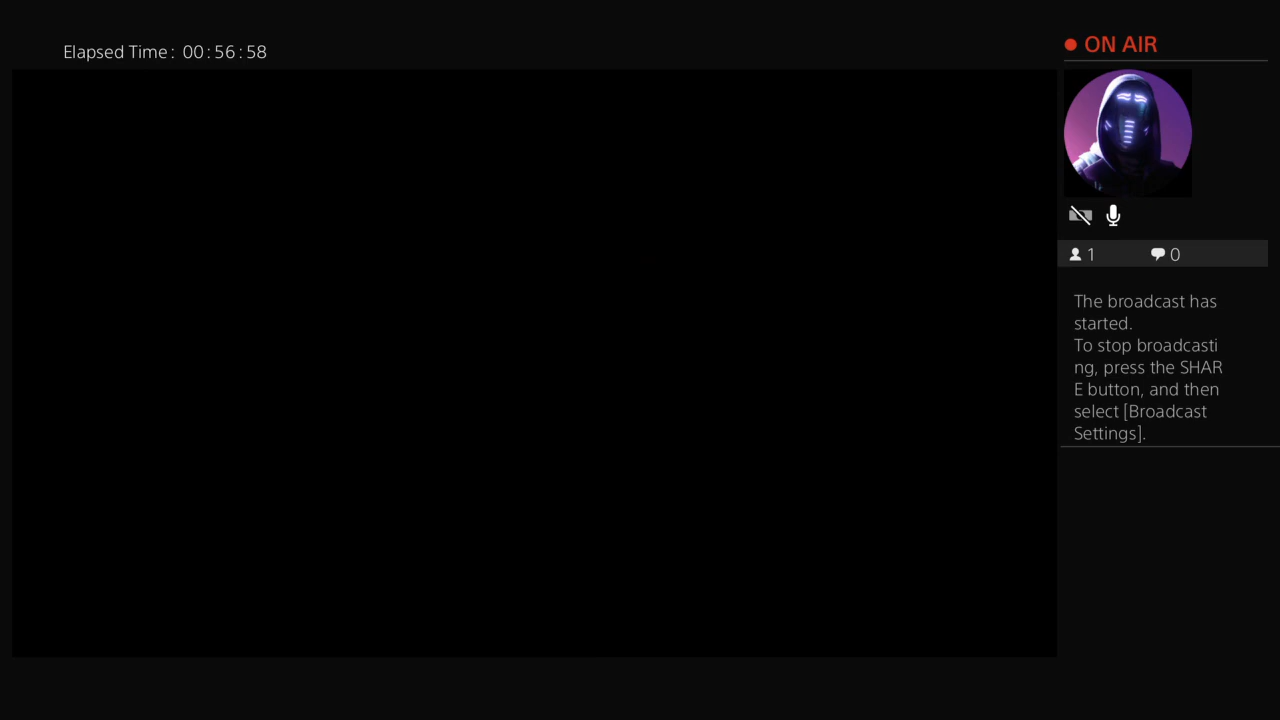 Elapsed Time: 00:56:58
ON AIR
1 0
The broadcast has
started.
To stop broadcasti
ng, press the SHAR
E button, and then
select [Broadcast
Settings].